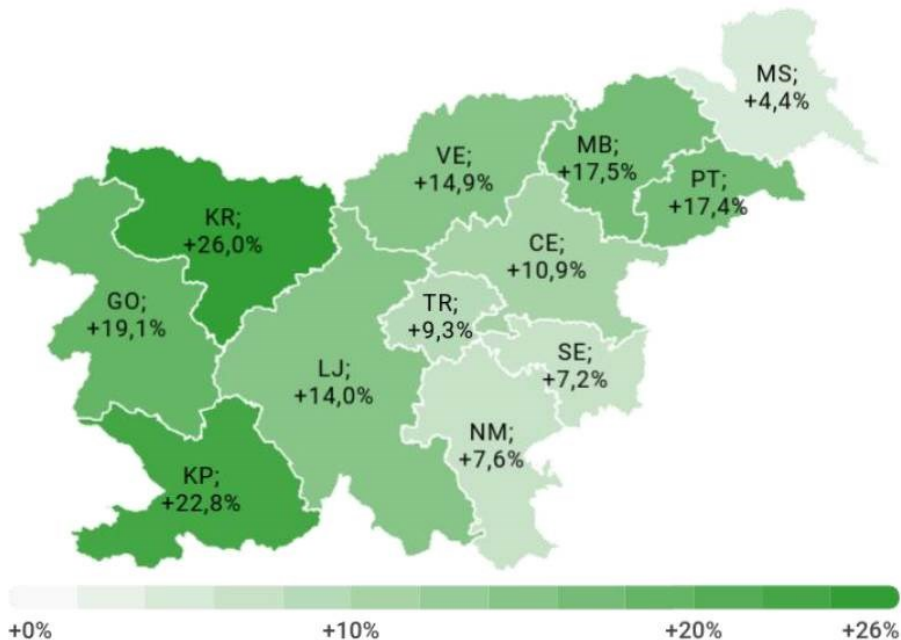 MS;
+4,4%
MB;
+17,5%
VE;
+14,9%
PT;
+17,4%
KR;
+26,0%
CE;
+10,9%
GO;
+19,1%
TR;
+9,3%
SE;
+7,2%
LJ;
+14,0%
NM;
+7,6%
KP;
+22,8%
+0%
+10%
+20%
+26%